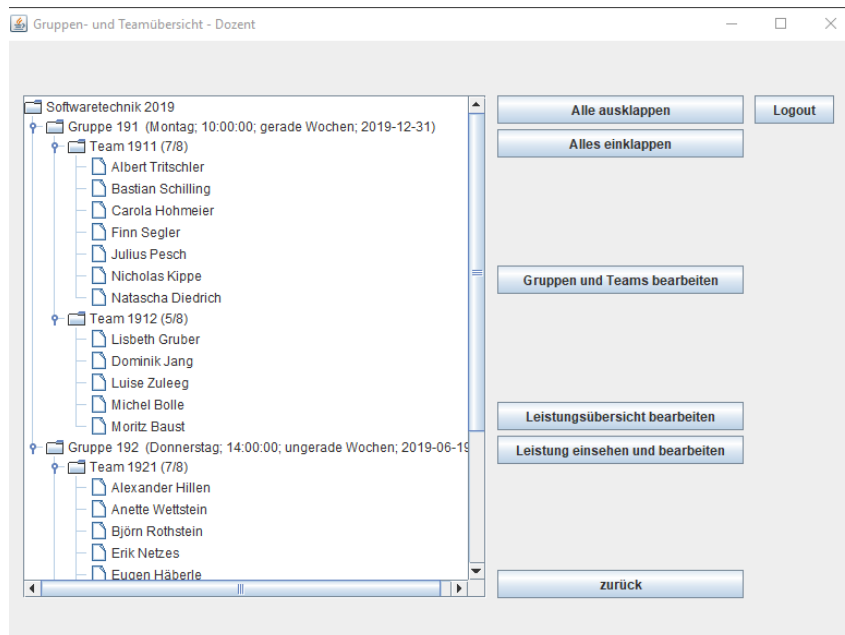 Gruppen- und Teamübersicht - Dozent
Softwaretechnik 2019
Gruppe 191 (Montag; 10:00:00; gerade Wochen; 2019-12-31)
Team 1911 (7/8)
Albert Tritschler
Bastian Schilling
Carola Hohmeier
Finn Segler
Julius Pesch
Nicholas Kippe
Natascha Diedrich
Team 1912 (5/8)
Lisbeth Gruber
Dominik Jang
Luise Zuleeg
Michel Bolle
Moritz Baust
Gruppe 192 (Donnerstag; 14:00:00; ungerade Wochen; 2019-06-19
Team 1921 (7/8)
Alexander Hillen
Anette Wettstein
Björn Rothstein
Erik Netzes
Eugen Häberle
Alle ausklappen
Logout
Alles einklappen
Gruppen und Teams bearbeiten
Leistungsübersicht bearbeiten
Leistung einsehen und bearbeiten
zurück